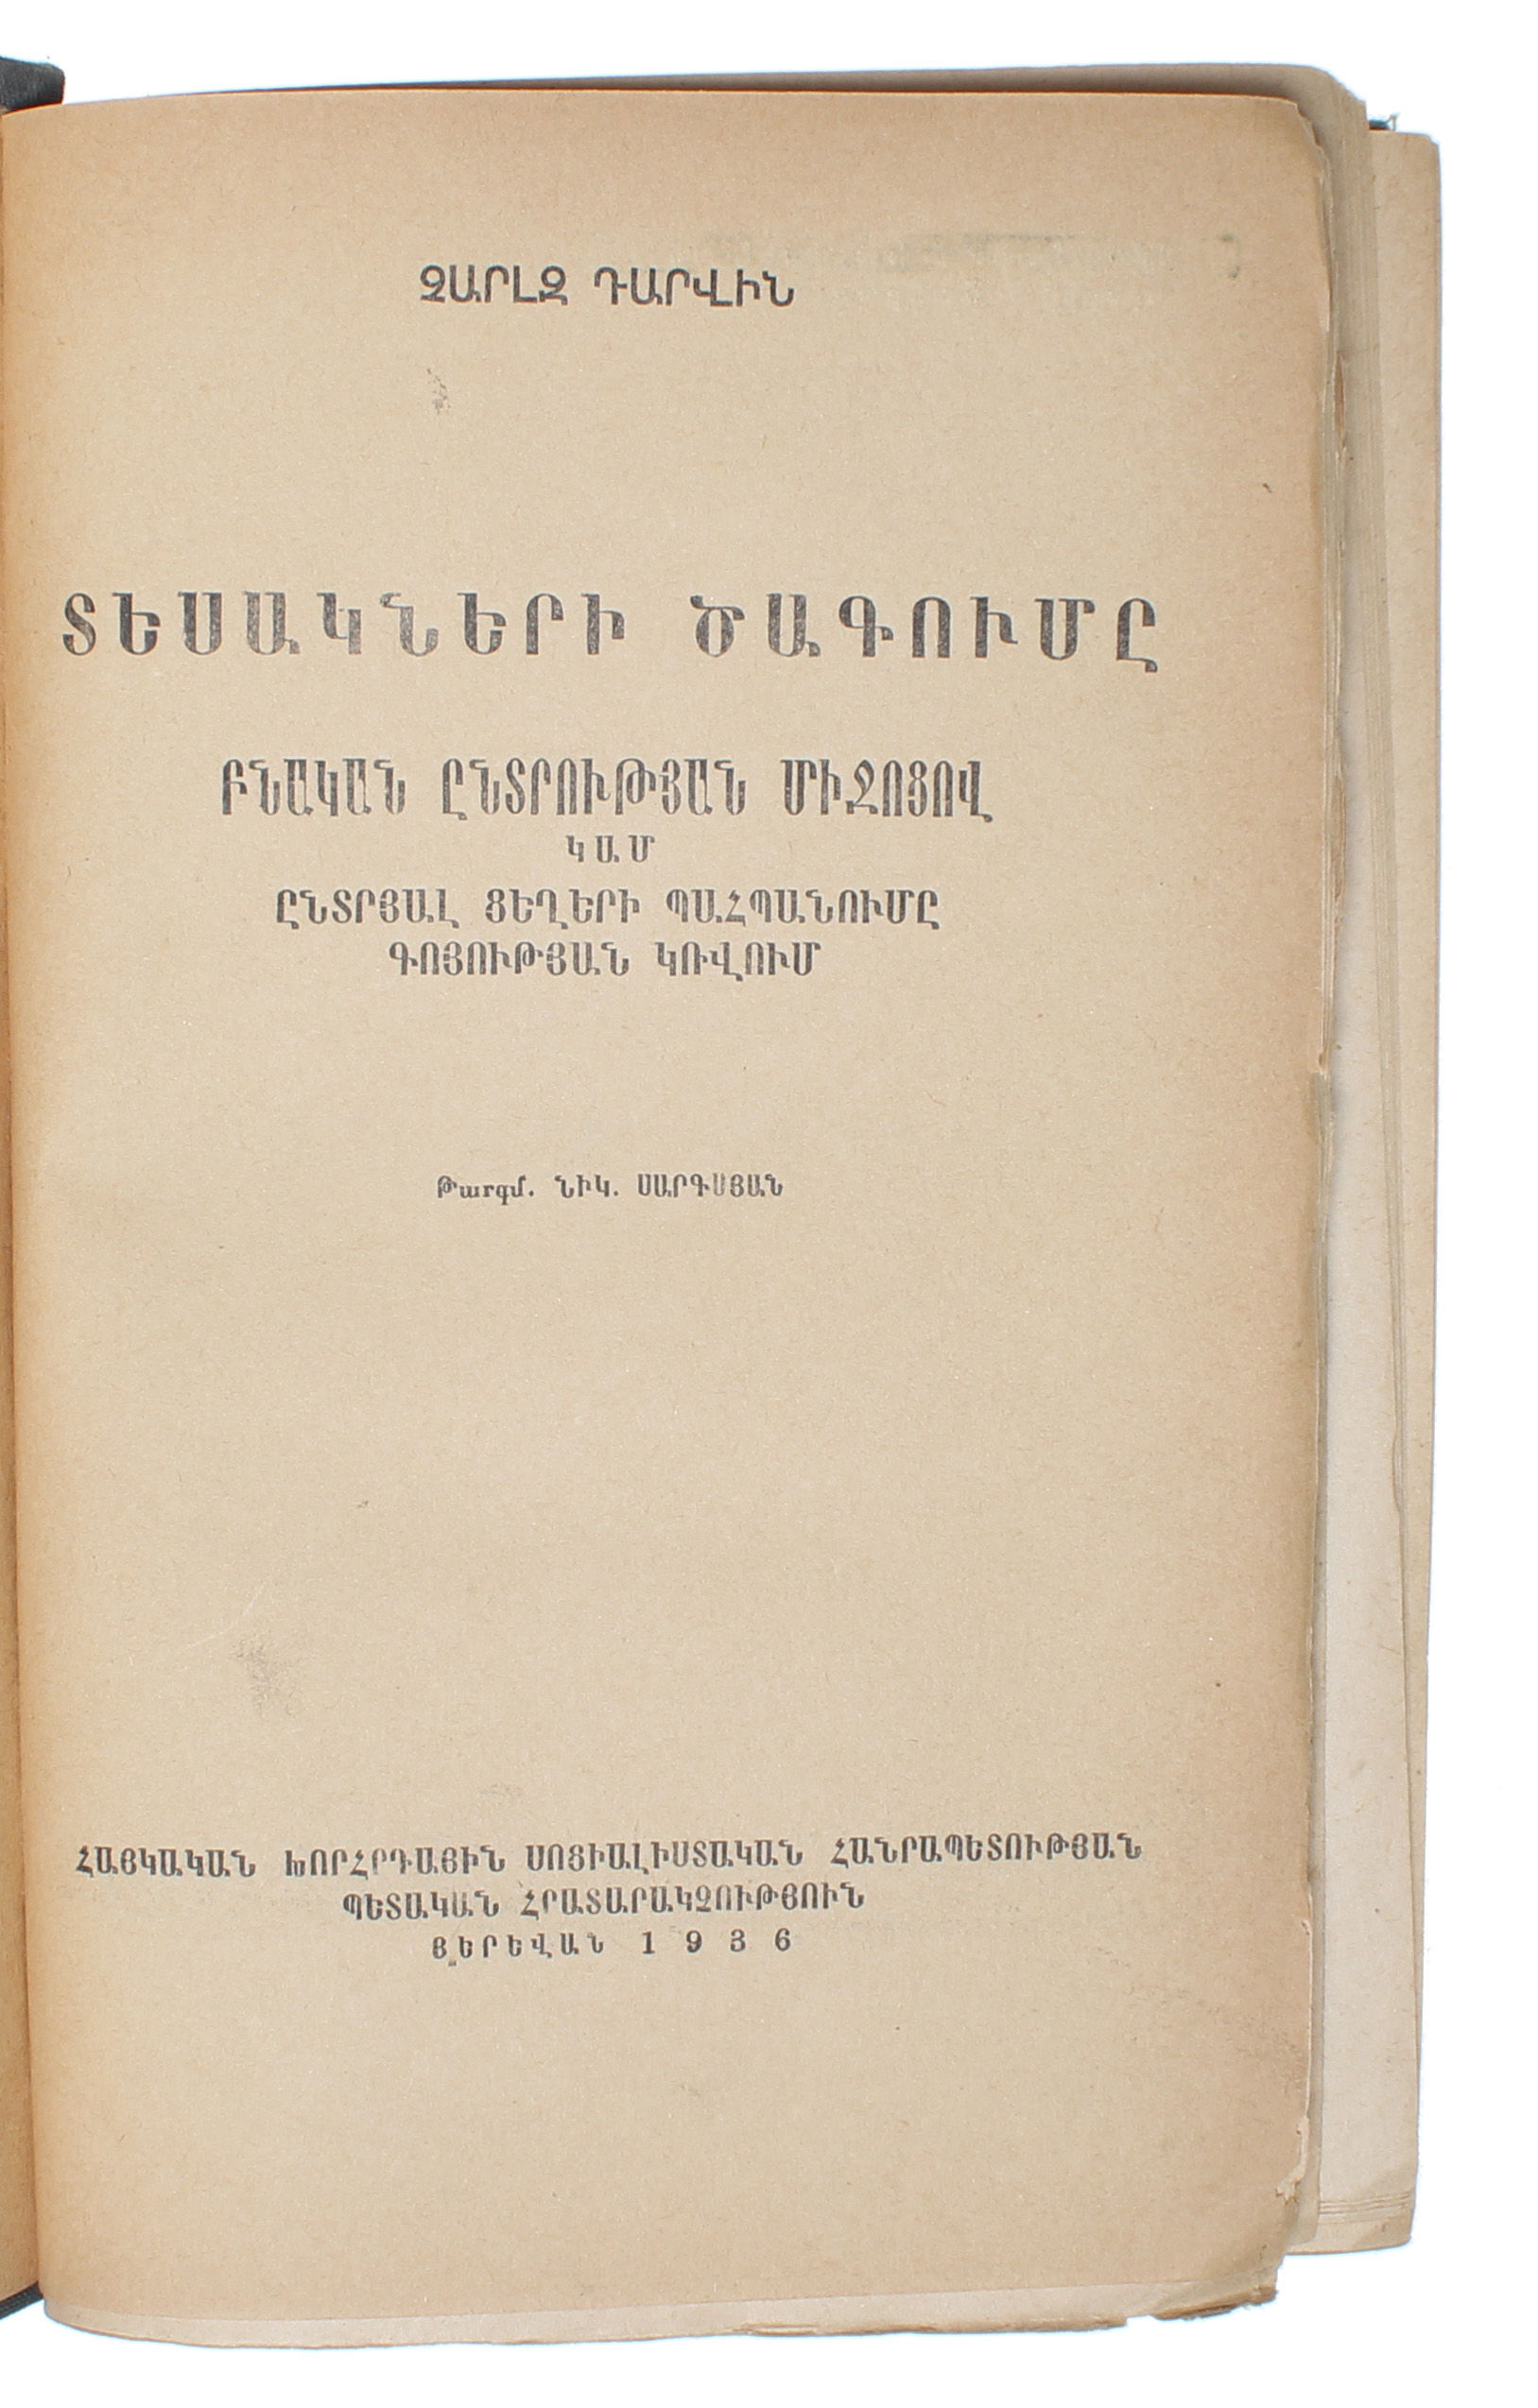 ՉԱՐԼԶ ԴԱՐՎԻՆ
ՏԵՍԱԿՆԵՐԻ ԾԱԳՈՒՄԸ
ԲՆԱԿԱՆ ԸՆՏՐՈՒԹՅԱՆ ՄԻՋՈՑՈՎ
ԿԱՄ
ԸՆՏՐՅԱԼ ՑԵՂԵՐԻ ՊԱՀՊԱՆՈՒՄԸ
ԳՈՅՈՒԹՅԱՆ ԿՌՎՈՒՄ
Թարգմ. ՆԻԿ. ՍԱՐԳՍՅԱՆ
ՀԱՅԿԱԿԱՆ ԽՈՐՀՐԴԱՅԻՆ ՍՈՑԻԱԼԻՍՏԱԿԱՆ ՀԱՆՐԱՊԵՏՈՒԹՅԱՆ
ՊԵՏԱԿԱՆ ՀՐԱՏԱՐԱԿՉՈՒԹՅՈՒՆ
ՅԵՐԵՎԱՆ 1936